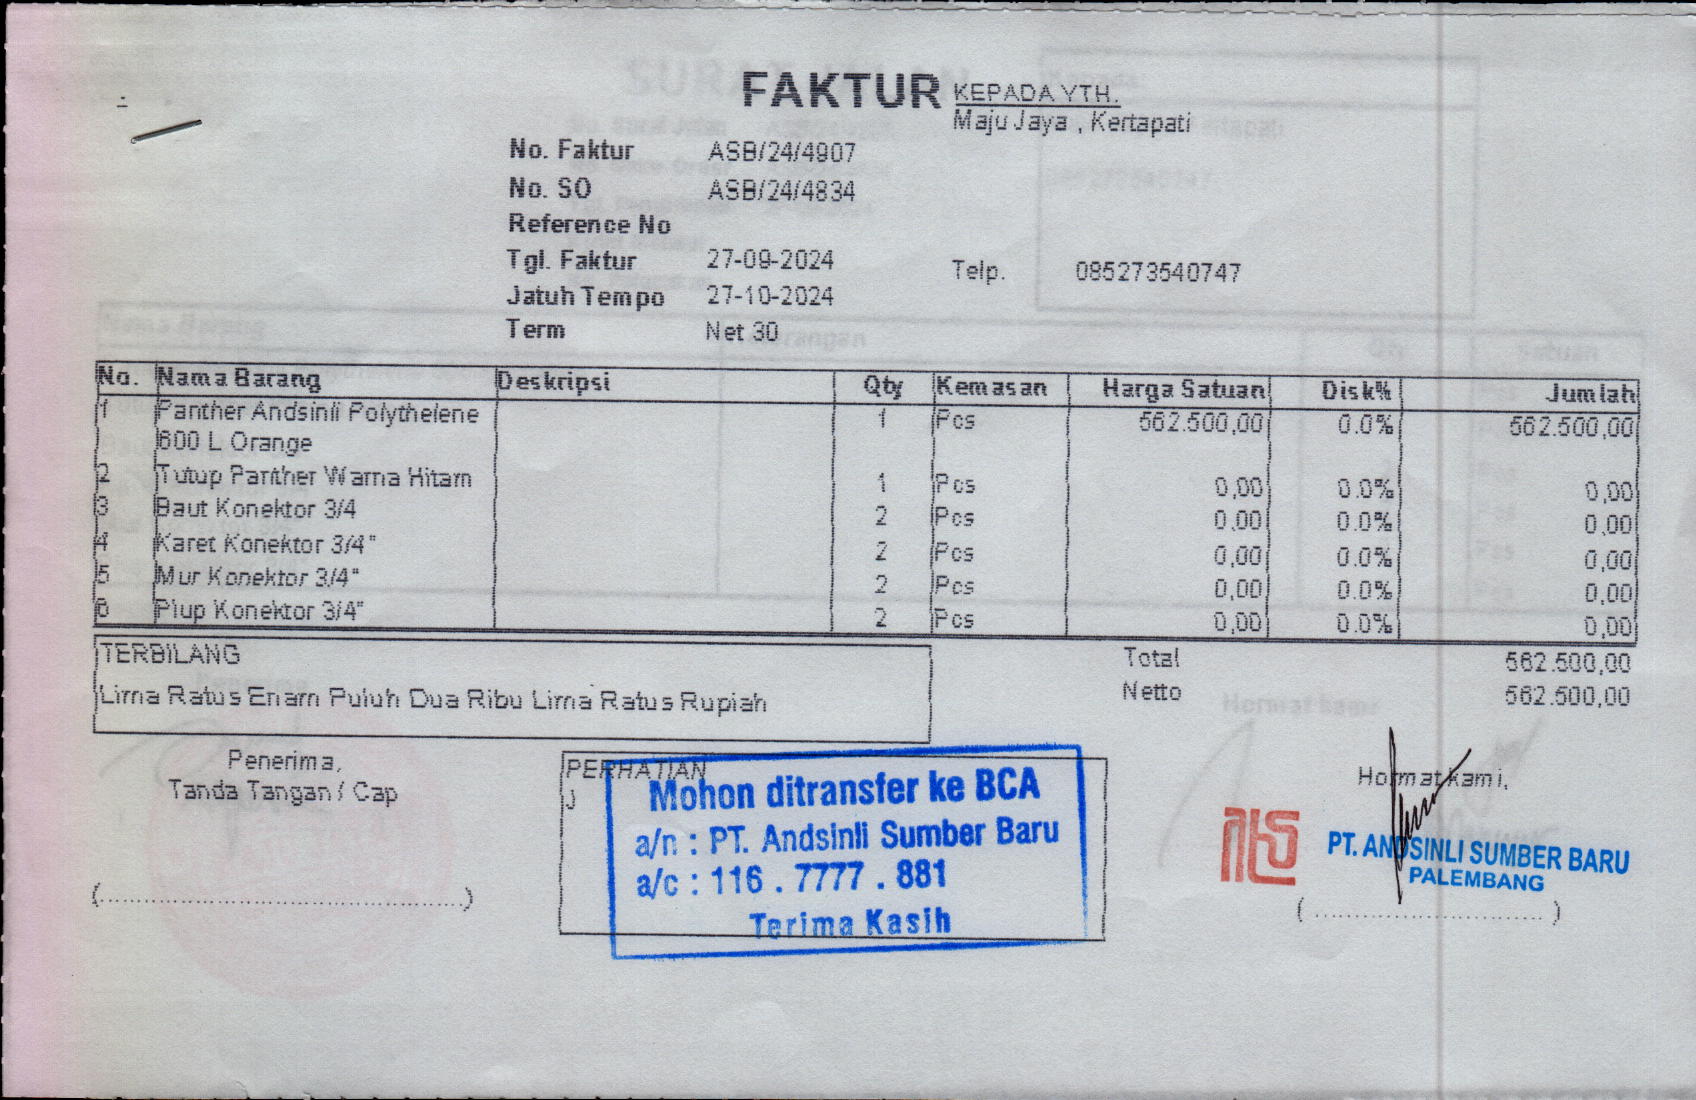 FAKTUR
KEPADA YTH.
Maju Jaya , Kertapati
No. Faktur ASB/24/4907
No. SO ASB/24/4834
Reference No
Tgl. Faktur 27-09-2024
Telp. 085273540747
Jatuh Tempo 27-10-2024
Term Net 30
No. Nama Barang Deskripsi Qty Kemasan Harga Satuan Disk% Jumlah
1 Panther Andsinli Polythelene 1 Pcs 562.500,00 0.0% 562.500,00
600 L Orange
2 Tutup Panther Warna Hitam 1 Pcs 0,00 0.0% 0,00
3 Baut Konektor 3/4 2 Pcs 0,00 0.0% 0,00
4 Karet Konektor 3/4" 2 Pcs 0,00 0.0% 0,00
5 Mur Konektor 3/4" 2 Pcs 0,00 0.0% 0,00
6 Plup Konektor 3/4" 2 Pcs 0,00 0.0% 0,00
TERBILANG
Lima Ratus Enam Puluh Dua Ribu Lima Ratus Rupiah
Total 562.500,00
Netto 562.500,00
Penerima,
Tanda Tangan / Cap
(..........................................)
PERHATIAN
J
Mohon ditransfer ke BCA
a/n : PT. Andsinli Sumber Baru
a/c : 116 . 7777 . 881
Terima Kasih
Hormat kami,
PT. ANDSINLI SUMBER BARU
PALEMBANG
( ............................ )